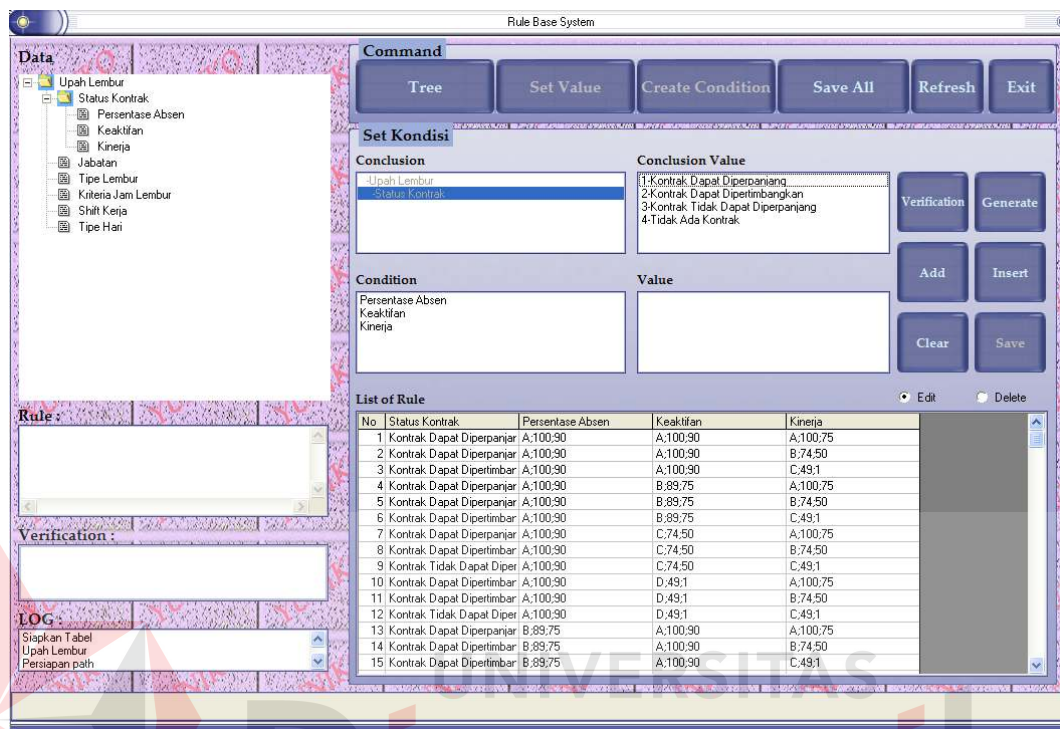 Rule Base System
Data
Upah Lembur
Status Kontrak
Persentase Absen
Keaktifan
Kinerja
Jabatan
Tipe Lembur
Kriteria Jam Lembur
Shift Kerja
Tipe Hari
Rule :
Verification :
LOG :
Siapkan Tabel
Upah Lembur
Persiapan path
Command
Tree Set Value Create Condition Save All Refresh Exit
Set Kondisi
Conclusion
-Upah Lembur
-Status Kontrak
Conclusion Value
1-Kontrak Dapat Diperpanjang
2-Kontrak Dapat Dipertimbangkan
3-Kontrak Tidak Dapat Diperpanjang
4-Tidak Ada Kontrak
Verification Generate
Condition
Persentase Absen
Keaktifan
Kinerja
Value
Add Insert
Clear Save
List of Rule
Edit Delete
No Status Kontrak Persentase Absen Keaktifan Kinerja
1 Kontrak Dapat Diperpanjar A;100;90 A;100;90 A;100;75
2 Kontrak Dapat Diperpanjar A;100;90 A;100;90 B;74;50
3 Kontrak Dapat Dipertimbar A;100;90 A;100;90 C;49;1
4 Kontrak Dapat Diperpanjar A;100;90 B;89;75 A;100;75
5 Kontrak Dapat Diperpanjar A;100;90 B;89;75 B;74;50
6 Kontrak Dapat Dipertimbar A;100;90 B;89;75 C;49;1
7 Kontrak Dapat Diperpanjar A;100;90 C;74;50 A;100;75
8 Kontrak Dapat Dipertimbar A;100;90 C;74;50 B;74;50
9 Kontrak Tidak Dapat Diper A;100;90 C;74;50 C;49;1
10 Kontrak Dapat Dipertimbar A;100;90 D;49;1 A;100;75
11 Kontrak Dapat Dipertimbar A;100;90 D;49;1 B;74;50
12 Kontrak Tidak Dapat Diper A;100;90 D;49;1 C;49;1
13 Kontrak Dapat Diperpanjar B;89;75 A;100;90 A;100;75
14 Kontrak Dapat Dipertimbar B;89;75 A;100;90 B;74;50
15 Kontrak Dapat Dipertimbar B;89;75 A;100;90 C;49;1
UNIVERSITAS